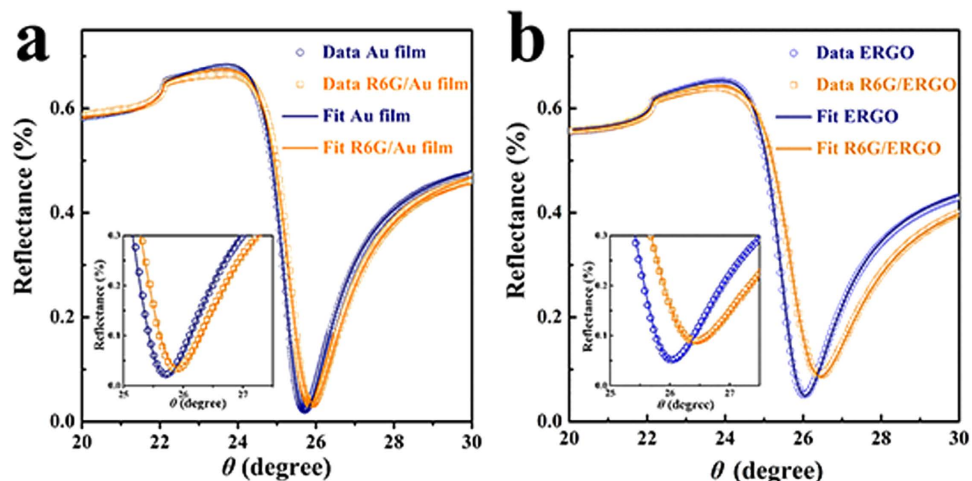 a
Data Au film
Data R6G/Au film
Fit Au film
Fit R6G/Au film
Reflectance (%)
0.6
0.4
0.2
0.0
20 22 24 26 28 30
θ (degree)
Reflectance (%)
0.3
0.2
0.1
0.0
25 26 27
θ (degree)
b
Data ERGO
Data R6G/ERGO
Fit ERGO
Fit R6G/ERGO
Reflectance (%)
0.6
0.4
0.2
0.0
20 22 24 26 28 30
θ (degree)
Reflectance (%)
0.3
0.2
0.1
0.0
25 26 27
θ (degree)